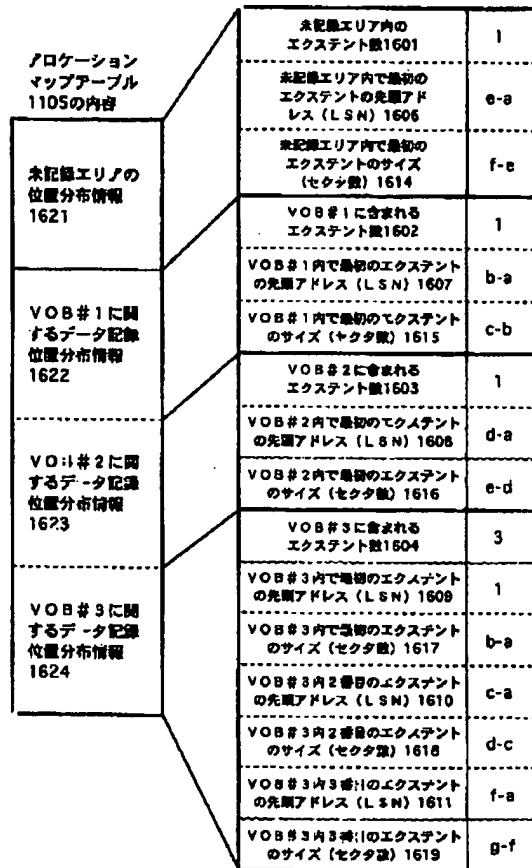 アロケーション
マップテーブル
1105の内容
未記録エリアの
位置分布情報
1621
VOB#1に関
するデータ記録
位置分布情報
1622
VOB#2に関
するデータ記録
位置分布情報
1623
VOB#3に関
するデータ記録
位置分布情報
1624
未記録エリア内の
エクステント数1601
1
未記録エリア内で最初の
エクステントの先頭アド
レス(LSN)1606
e-a
未記録エリア内で最初の
エクステントのサイズ
(セクタ数)1614
f-e
VOB#1に含まれる
エクステント数1602
1
VOB#1内で最初のエクステント
の先頭アドレス(LSN)1607
b-a
VOB#1内で最初のエクステント
のサイズ(セクタ数)1615
c-b
VOB#2に含まれる
エクステント数1603
1
VOB#2内で最初のエクステント
の先頭アドレス(LSN)1608
d-a
VOB#2内で最初のエクステント
のサイズ(セクタ数)1616
e-d
VOB#3に含まれる
エクステント数1604
3
VOB#3内で最初のエクステント
の先頭アドレス(LSN)1609
1
VOB#3内で最初のエクステント
のサイズ(セクタ数)1617
b-a
VOB#3内2番目のエクステント
の先頭アドレス(LSN)1610
c-a
VOB#3内2番目のエクステント
のサイズ(セクタ数)1618
d-c
VOB#3内3番目のエクステント
の先頭アドレス(LSN)1611
f-a
VOB#3内3番目のエクステント
のサイズ(セクタ数)1619
g-f